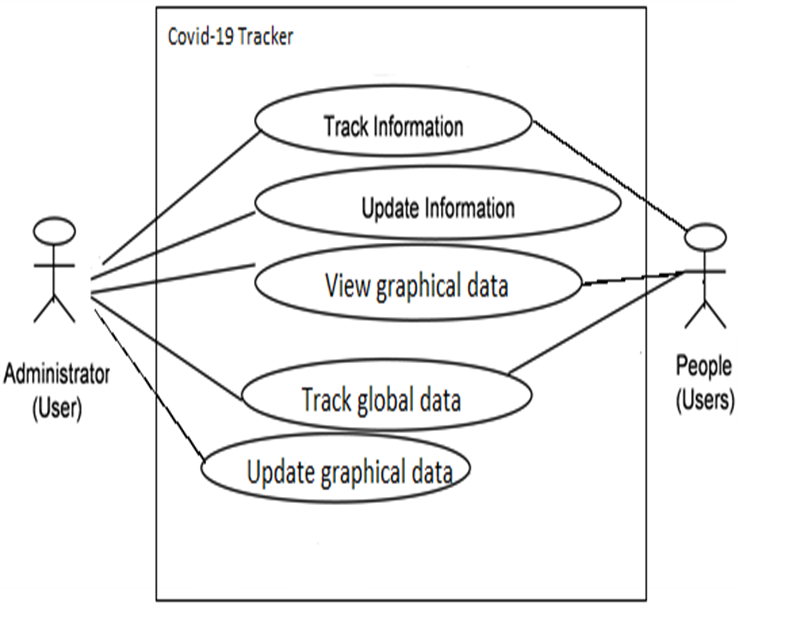 Covid-19 Tracker
Track Information
Update Information
View graphical data
Track global data
Update graphical data
Administrator
(User)
People
(Users)